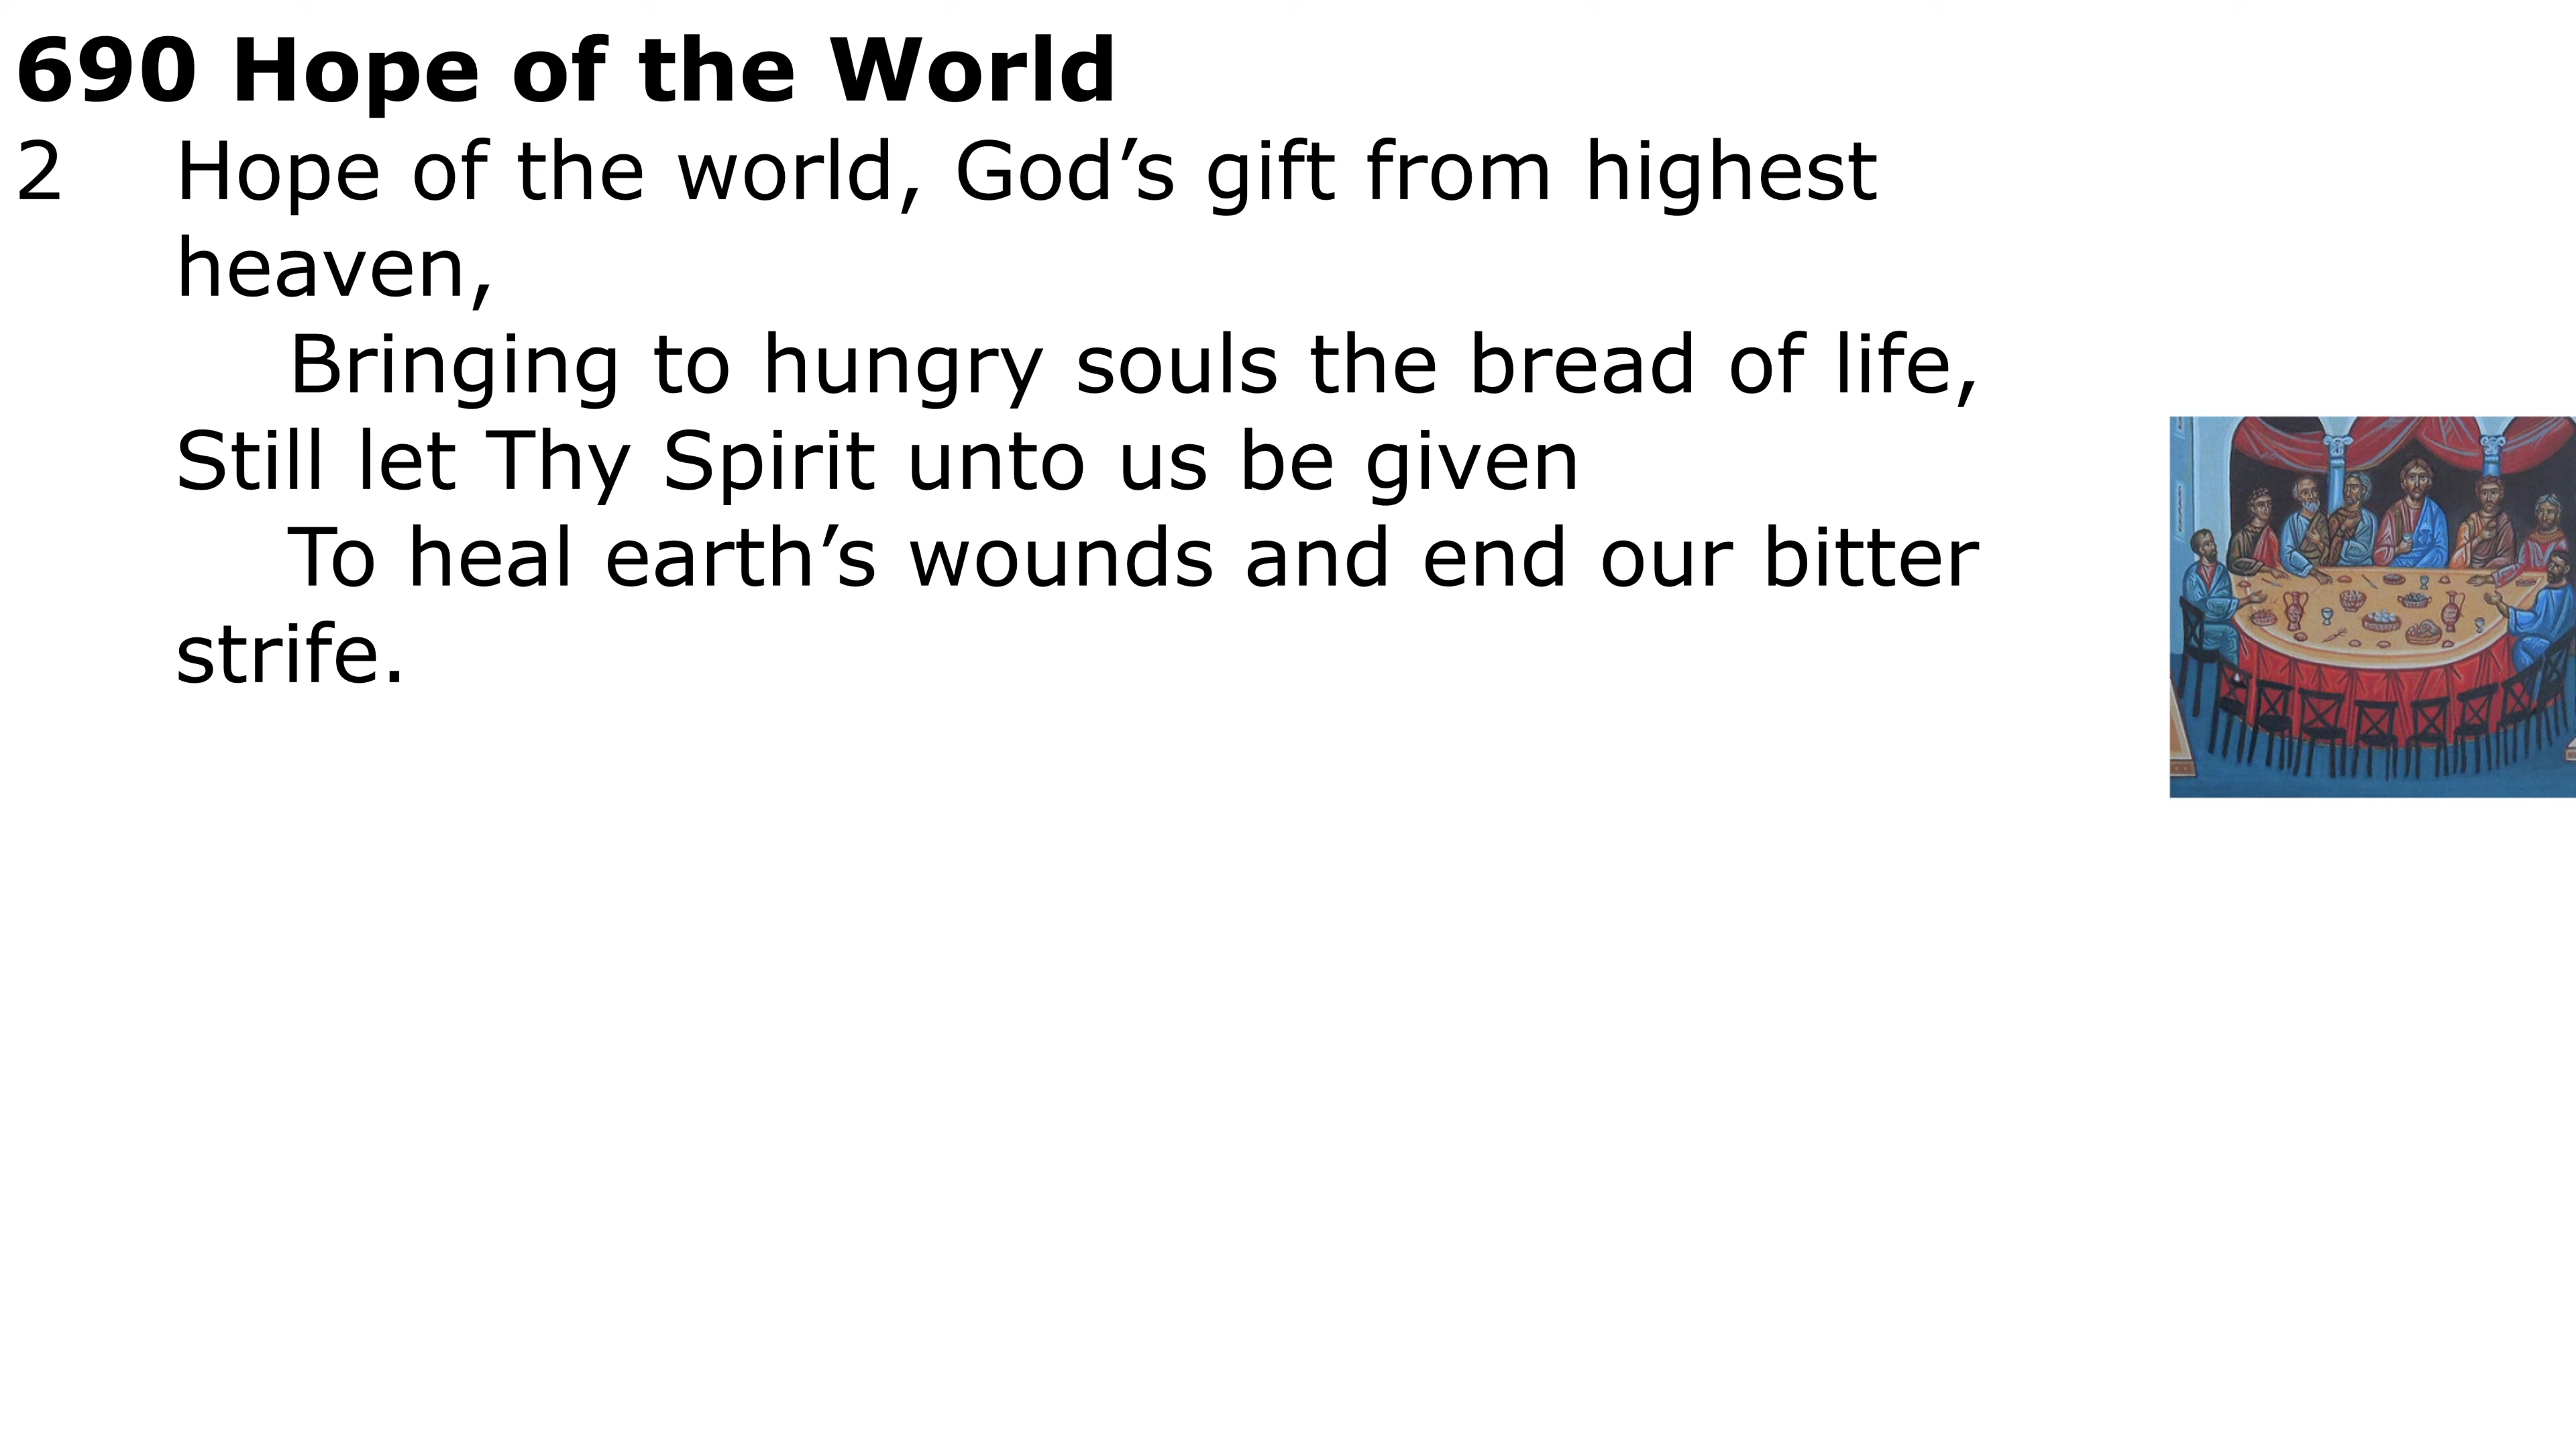 690 Hope of the World
2 Hope of the world, God’s gift from highest
heaven,
Bringing to hungry souls the bread of life,
Still let Thy Spirit unto us be given
To heal earth’s wounds and end our bitter
strife.